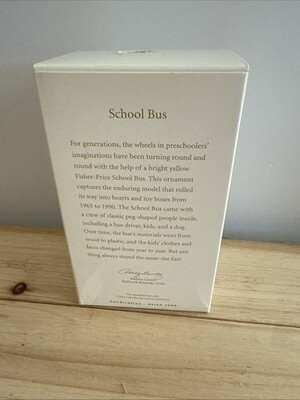 School Bus
For generations, the wheels in preschoolers'
imaginations have been turning round and
round with the help of a bright yellow
Fisher-Price School Bus. This ornament
captures the enduring model that rolled
its way into hearts and toy boxes from
1965 to 1990. The School Bus came with
a crew of classic peg-shaped people inside,
including a bus driver, kids, and a dog.
Over time, the bus's materials went from
wood to plastic, and the kids' clothes and
faces changed from year to year. But one
thing always stayed the same–the fun!